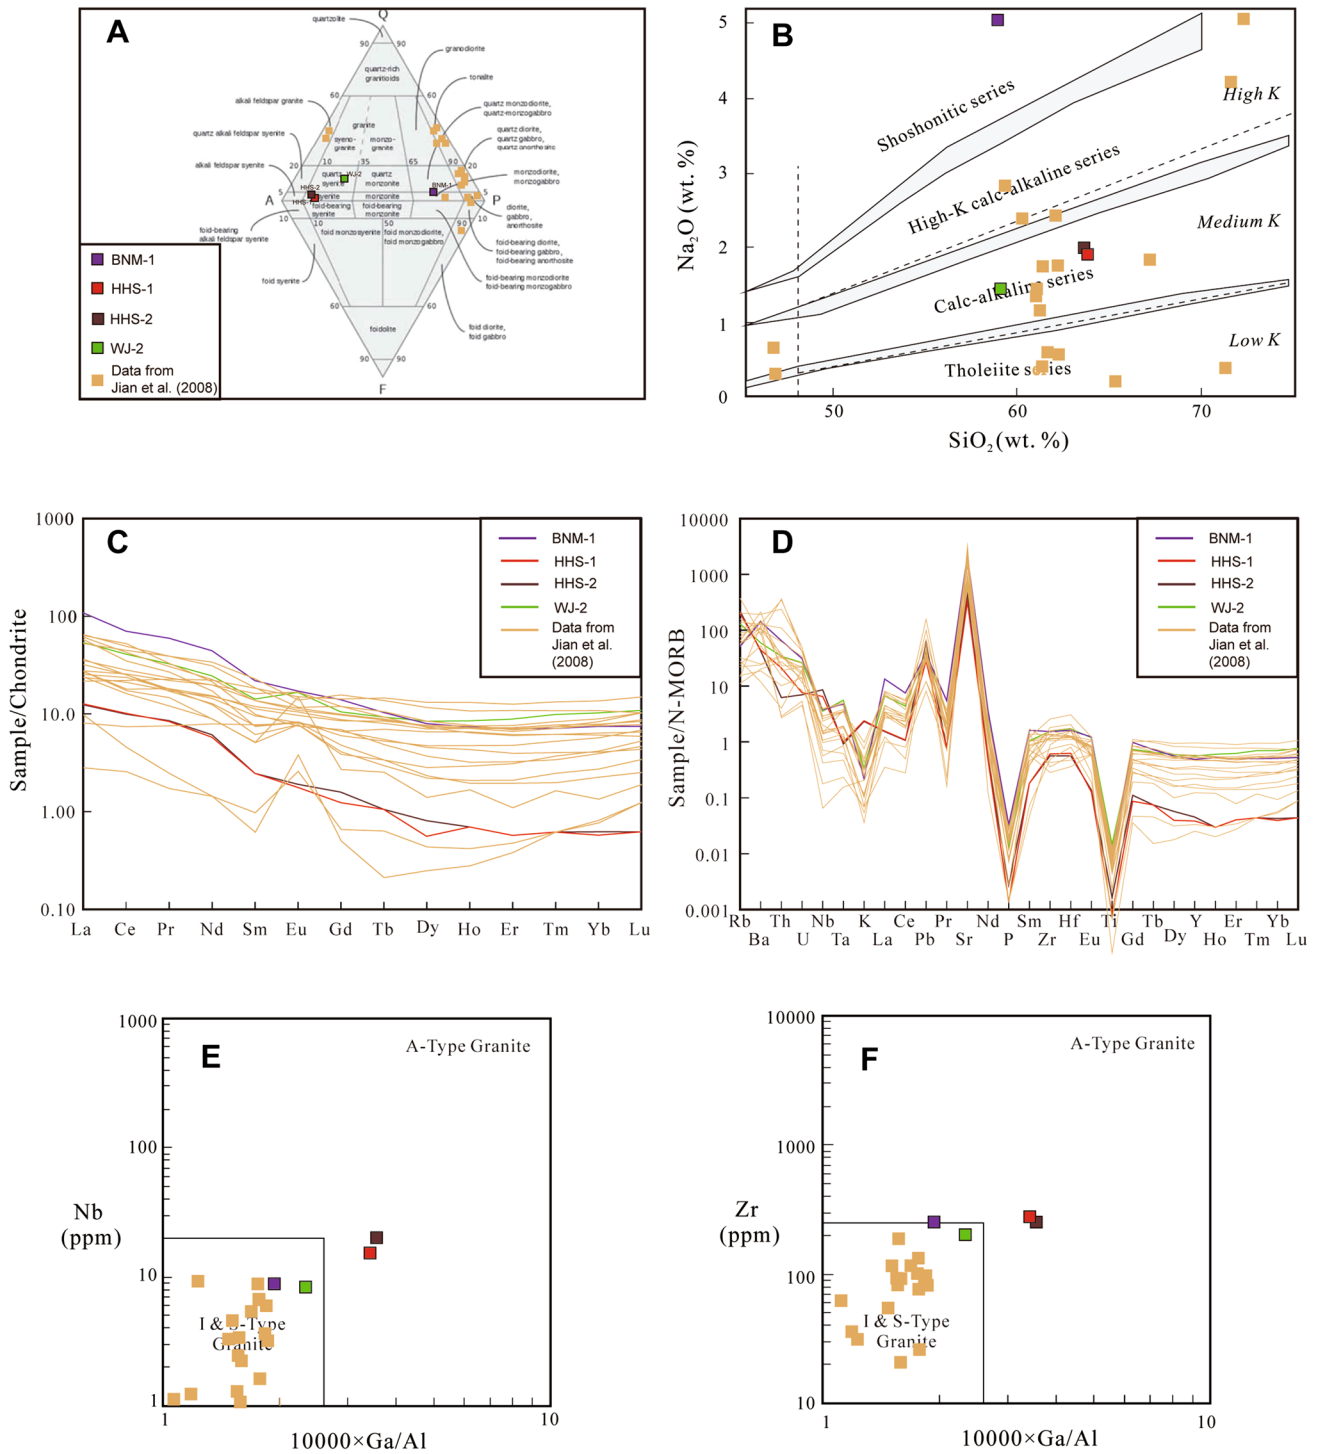 A
Q
quartzolite
90
90
granodiorite
quartz-rich
granitioids
tonalite
60
60
alkali feldspar granite
quartz monzodiorite,
quartz-monzogabbro
granite
quartz alkali feldspar syenite
syeno-
granite
monzo-
granite
quartz diorite,
quartz gabbro,
quartz anorthosite
alkali feldspar syenite
20
10
35
65
90
20
quartz
syenite
WJ-2
quartz
monzonite
BNM-1
monzodiorite,
monzogabbro
HHS-2
HHS-1
5
5
A
syenite
monzonite
P
foid-bearing
syenite
foid-bearing
monzonite
diorite,
gabbro,
anorthosite
10
10
50
90
10
foid-bearing
alkali feldspar syenite
foid monzosyenite
foid monzodiorite,
foid monzogabbro
foid-bearing diorite,
foid-bearing gabbro,
foid-bearing anorthosite
foid syenite
foid-bearing monzodiorite
foid-bearing monzogabbro
60
60
foidolite
foid diorite,
foid gabbro
90
90
F
BNM-1
HHS-1
HHS-2
WJ-2
Data from
Jian et al. (2008)
B
5
4
3
2
1
0
Na2O (wt. %)
Shoshonitic series
High K
High-K calc-alkaline series
Medium K
Calc-alkaline series
Low K
Tholeiite series
50
60
70
SiO2 (wt. %)
C
1000
100
10.0
1.00
0.10
Sample/Chondrite
BNM-1
HHS-1
HHS-2
WJ-2
Data from
Jian et al.
(2008)
La Ce Pr Nd Sm Eu Gd Tb Dy Ho Er Tm Yb Lu
D
10000
1000
100
10
1
0.1
0.01
0.001
Sample/N-MORB
BNM-1
HHS-1
HHS-2
WJ-2
Data from
Jian et al.
(2008)
Rb Th Nb K Ce Pr Nd Sm Hf Ti Tb Y Er Yb
Ba U Ta La Pb Sr P Zr Eu Gd Dy Ho Tm Lu
E
1000
100
10
1
Nb
(ppm)
A-Type Granite
I & S-Type
Granite
1
10
10000×Ga/Al
F
10000
1000
100
10
Zr
(ppm)
A-Type Granite
I & S-Type
Granite
1
10
10000×Ga/Al